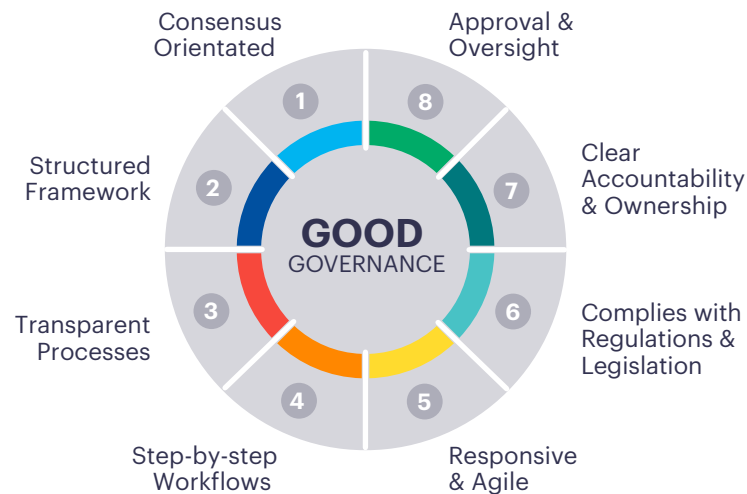 Consensus
Orientated
1
Structured
Framework
2
Transparent
Processes
3
Step-by-step
Workflows
4
Responsive
& Agile
5
Complies with
Regulations &
Legislation
6
Clear
Accountability
& Ownership
7
Approval &
Oversight
8
GOOD
GOVERNANCE